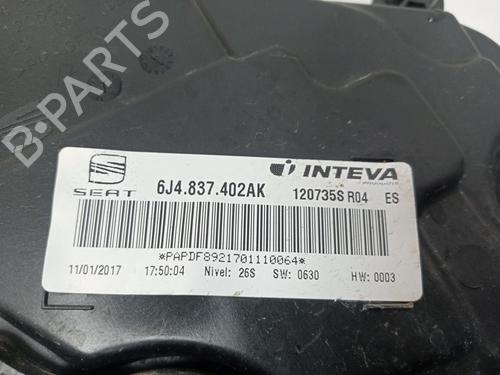 B-PARTS
SEAT
6J4.837.402AK
INTEVA
120735S R04 ES
*PAPDF8921701110064*
11/01/2017 17:50:04 Nivel: 26S SW: 0630 HW: 0003